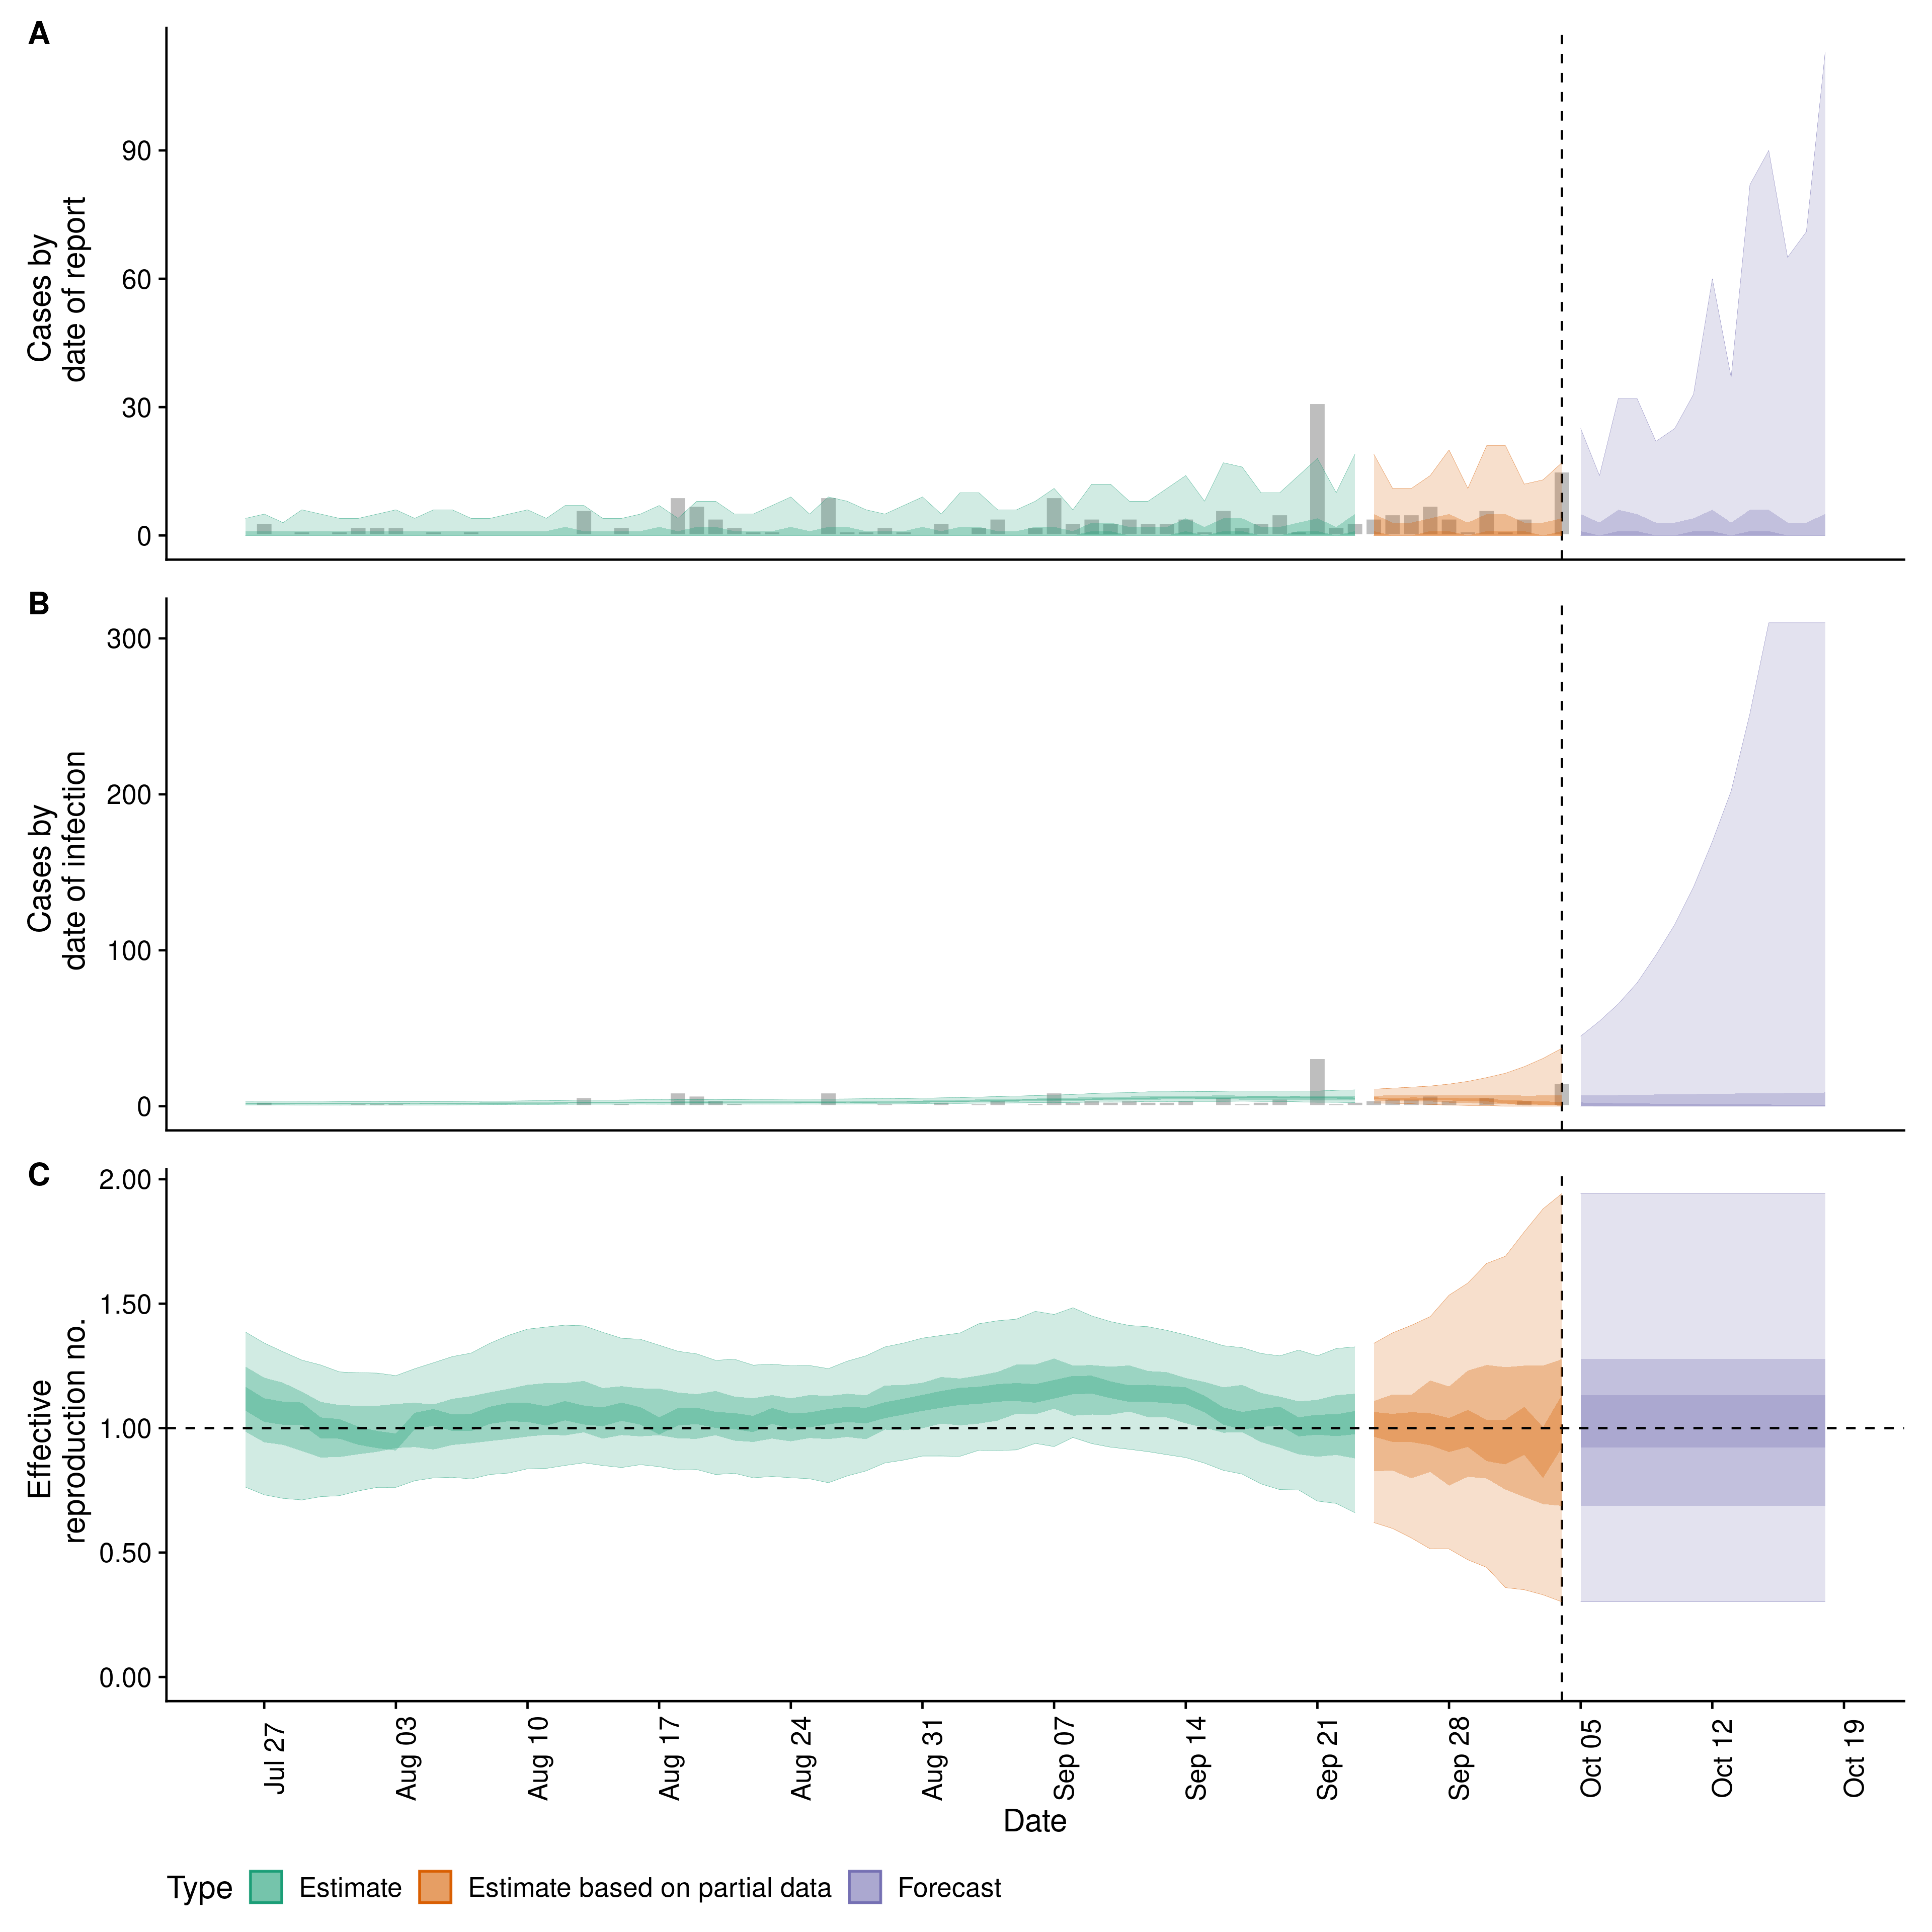 A
Cases by
date of report
90
60
30
0
B
Cases by
date of infection
300
200
100
0
C
Effective
reproduction no.
2.00
1.50
1.00
0.50
0.00
Jul 27
Aug 03
Aug 10
Aug 17
Aug 24
Aug 31
Sep 07
Sep 14
Sep 21
Sep 28
Oct 05
Oct 12
Oct 19
Date
Type Estimate Estimate based on partial data Forecast